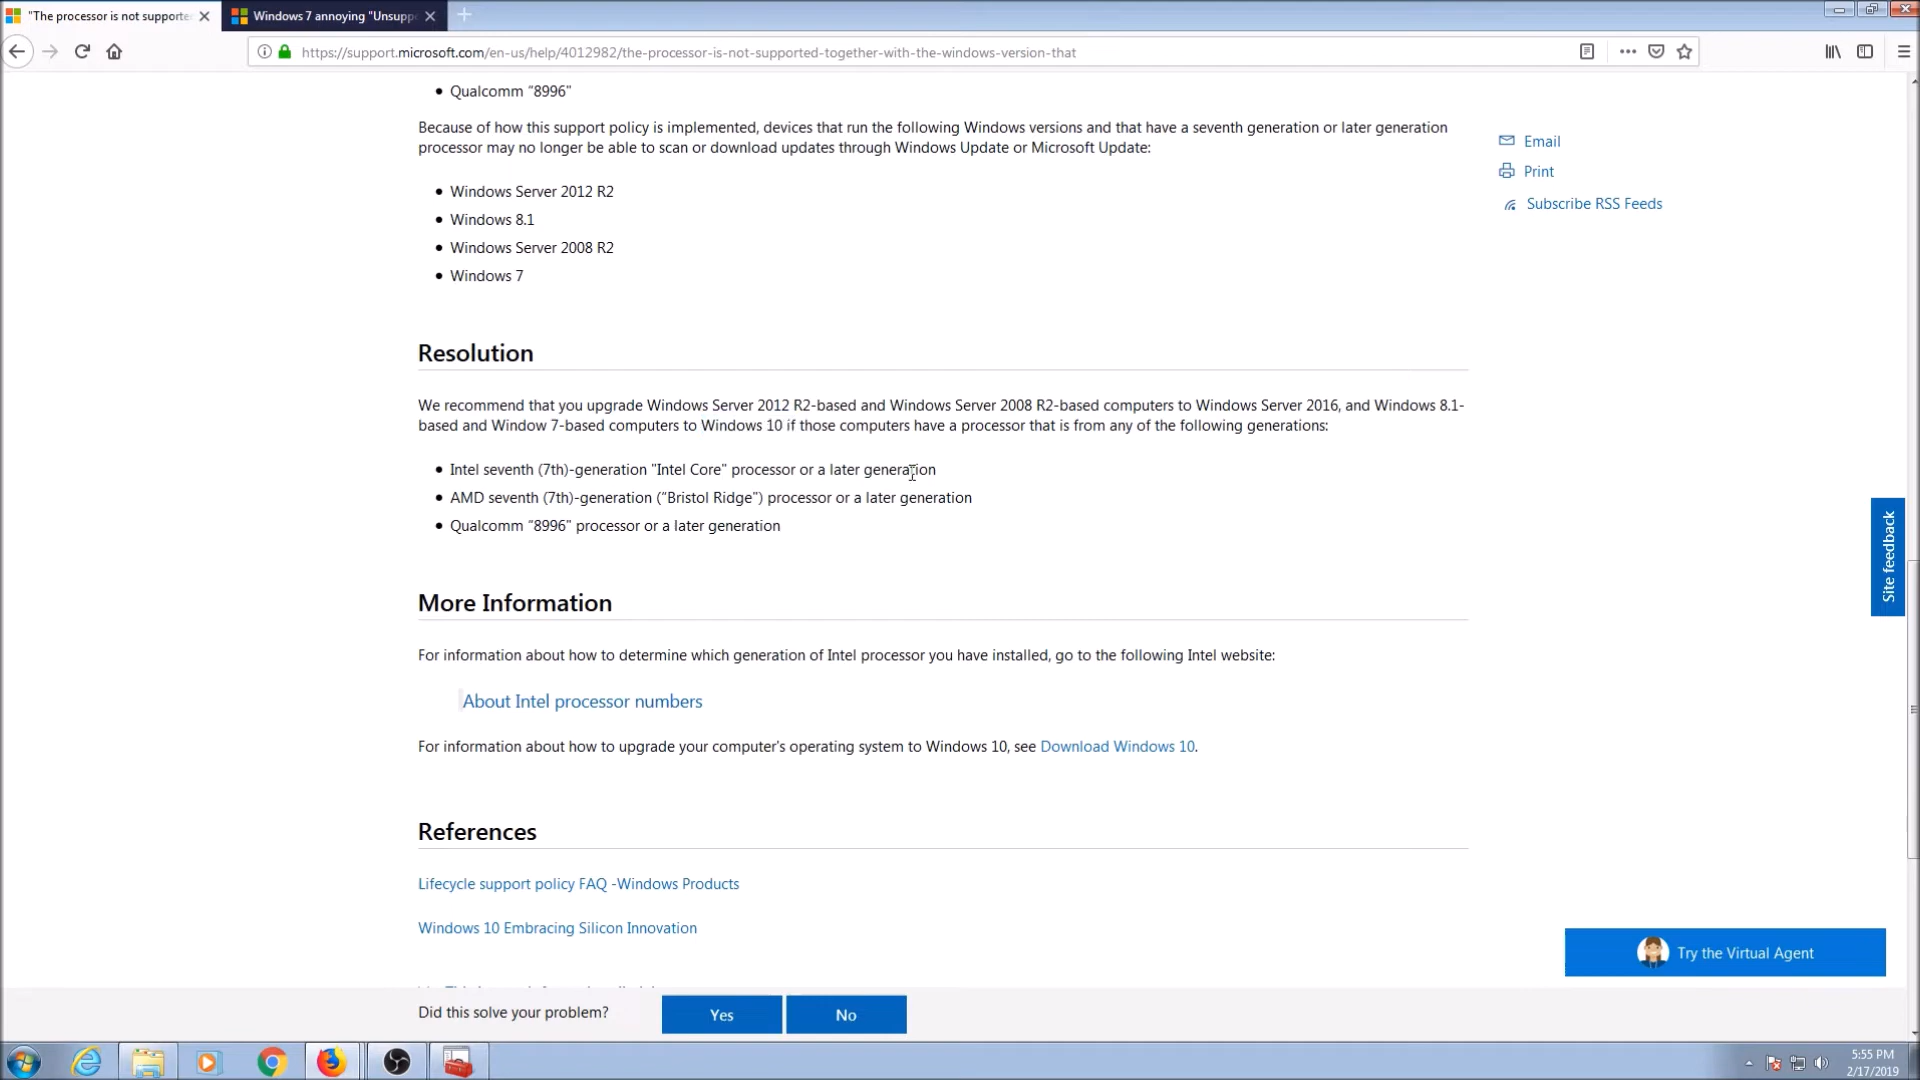 "The processor is not supporte
Windows 7 annoying "Unsupp
https://support.microsoft.com/en-us/help/4012982/the-processor-is-not-supported-together-with-the-windows-version-that
• Qualcomm "8996"
Because of how this support policy is implemented, devices that run the following Windows versions and that have a seventh generation or later generation
processor may no longer be able to scan or download updates through Windows Update or Microsoft Update:
• Windows Server 2012 R2
• Windows 8.1
• Windows Server 2008 R2
• Windows 7
Email
Print
Subscribe RSS Feeds
Resolution
We recommend that you upgrade Windows Server 2012 R2-based and Windows Server 2008 R2-based computers to Windows Server 2016, and Windows 8.1-
based and Window 7-based computers to Windows 10 if those computers have a processor that is from any of the following generations:
• Intel seventh (7th)-generation "Intel Core" processor or a later generation
• AMD seventh (7th)-generation ("Bristol Ridge") processor or a later generation
• Qualcomm "8996" processor or a later generation
Site feedback
More Information
For information about how to determine which generation of Intel processor you have installed, go to the following Intel website:
About Intel processor numbers
For information about how to upgrade your computer's operating system to Windows 10, see Download Windows 10.
References
Lifecycle support policy FAQ -Windows Products
Windows 10 Embracing Silicon Innovation
Try the Virtual Agent
Did this solve your problem?
Yes
No
5:55 PM
2/17/2019